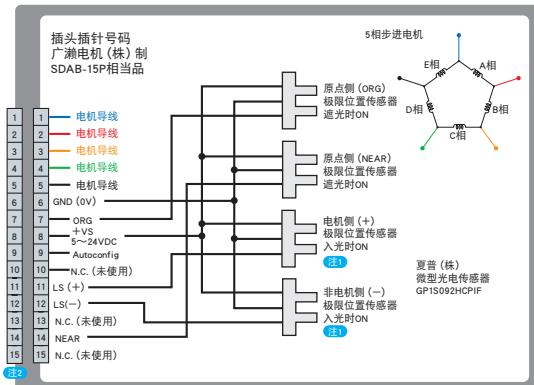 插头插针号码
广濑电机（株）制
SDAB-15P相当品
5相步进电机
E相
A相
D相
B相
C相
1 1 电机导线
2 2 电机导线
3 3 电机导线
4 4 电机导线
5 5 电机导线
6 6 GND (0V)
7 7 ORG
8 8 ＋VS
5～24VDC
9 9 Autoconfig
10 10 N.C.（未使用）
11 11 LS（＋）
12 12 LS(－)
13 13 N.C.（未使用）
14 14 NEAR
15 15 N.C.（未使用）
注2
原点侧（ORG）
极限位置传感器
遮光时ON
原点侧（NEAR）
极限位置传感器
遮光时ON
电机侧（＋）
极限位置传感器
入光时ON
注1
非电机侧（－）
极限位置传感器
入光时ON
注1
夏普（株）
微型光电传感器
GP1S092HCPIF